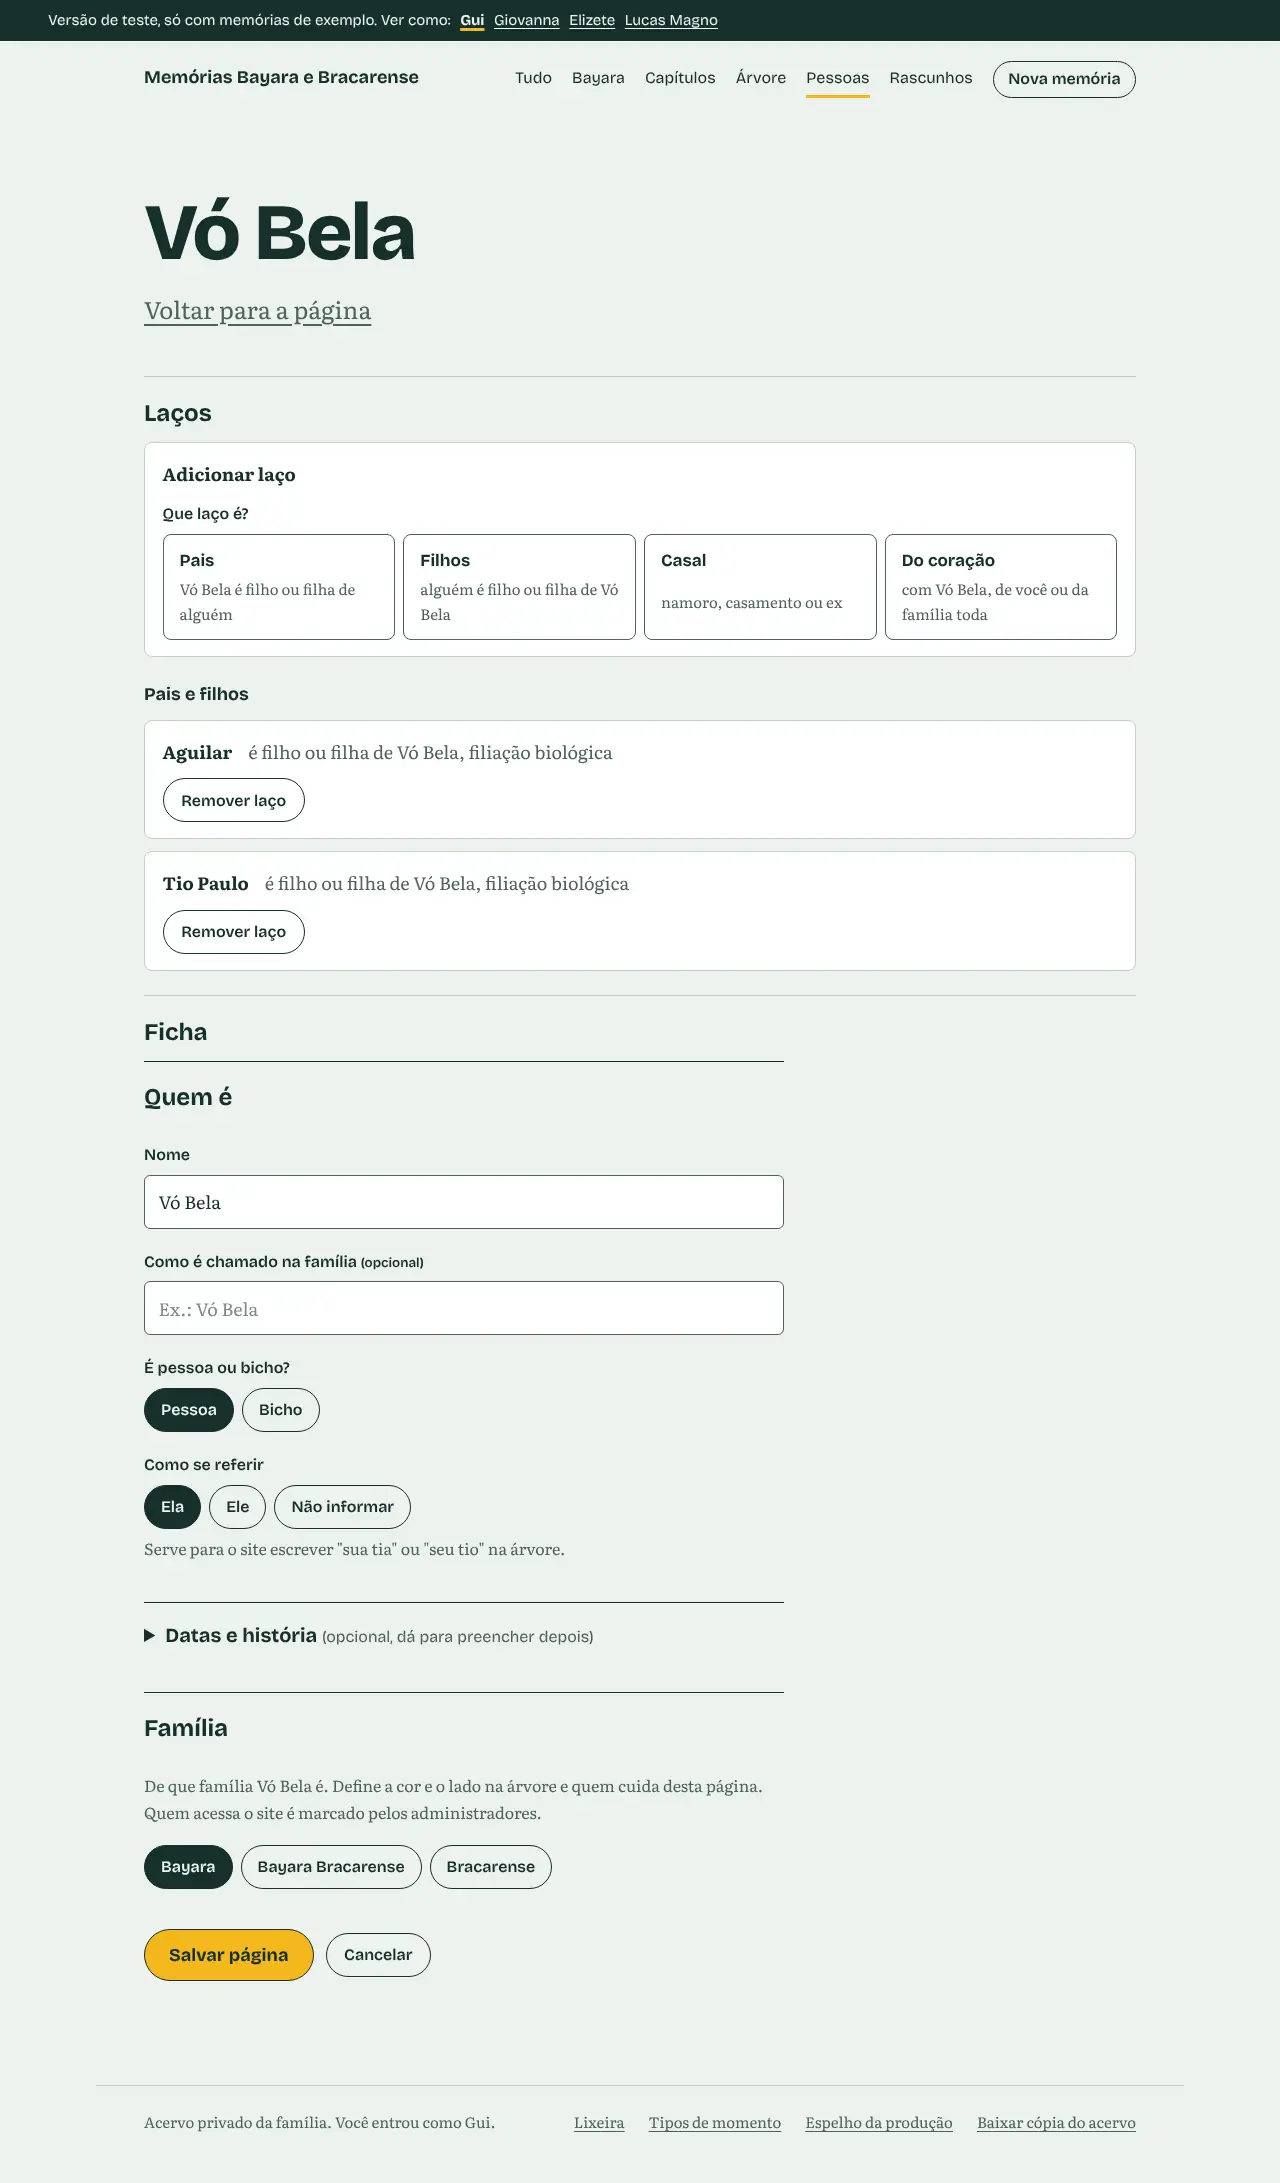 Versão de teste, só com memórias de exemplo. Ver como: Gui Giovanna Elizete Lucas Magno
Memórias Bayara e Bracarense
Tudo Bayara Capítulos Árvore Pessoas Rascunhos Nova memória
Vó Bela
Voltar para a página
Laços
Adicionar laço
Que laço é?
Pais
Vó Bela é filho ou filha de
alguém
Filhos
alguém é filho ou filha de Vó
Bela
Casal
namoro, casamento ou ex
Do coração
com Vó Bela, de você ou da
família toda
Pais e filhos
Aguilar é filho ou filha de Vó Bela, filiação biológica
Remover laço
Tio Paulo é filho ou filha de Vó Bela, filiação biológica
Remover laço
Ficha
Quem é
Nome
Vó Bela
Como é chamado na família (opcional)
Ex.: Vó Bela
É pessoa ou bicho?
Pessoa Bicho
Como se referir
Ela Ele Não informar
Serve para o site escrever "sua tia" ou "seu tio" na árvore.
Datas e história (opcional, dá para preencher depois)
Família
De que família Vó Bela é. Define a cor e o lado na árvore e quem cuida desta página.
Quem acessa o site é marcado pelos administradores.
Bayara Bayara Bracarense Bracarense
Salvar página Cancelar
Acervo privado da família. Você entrou como Gui.
Lixeira Tipos de momento Espelho da produção Baixar cópia do acervo